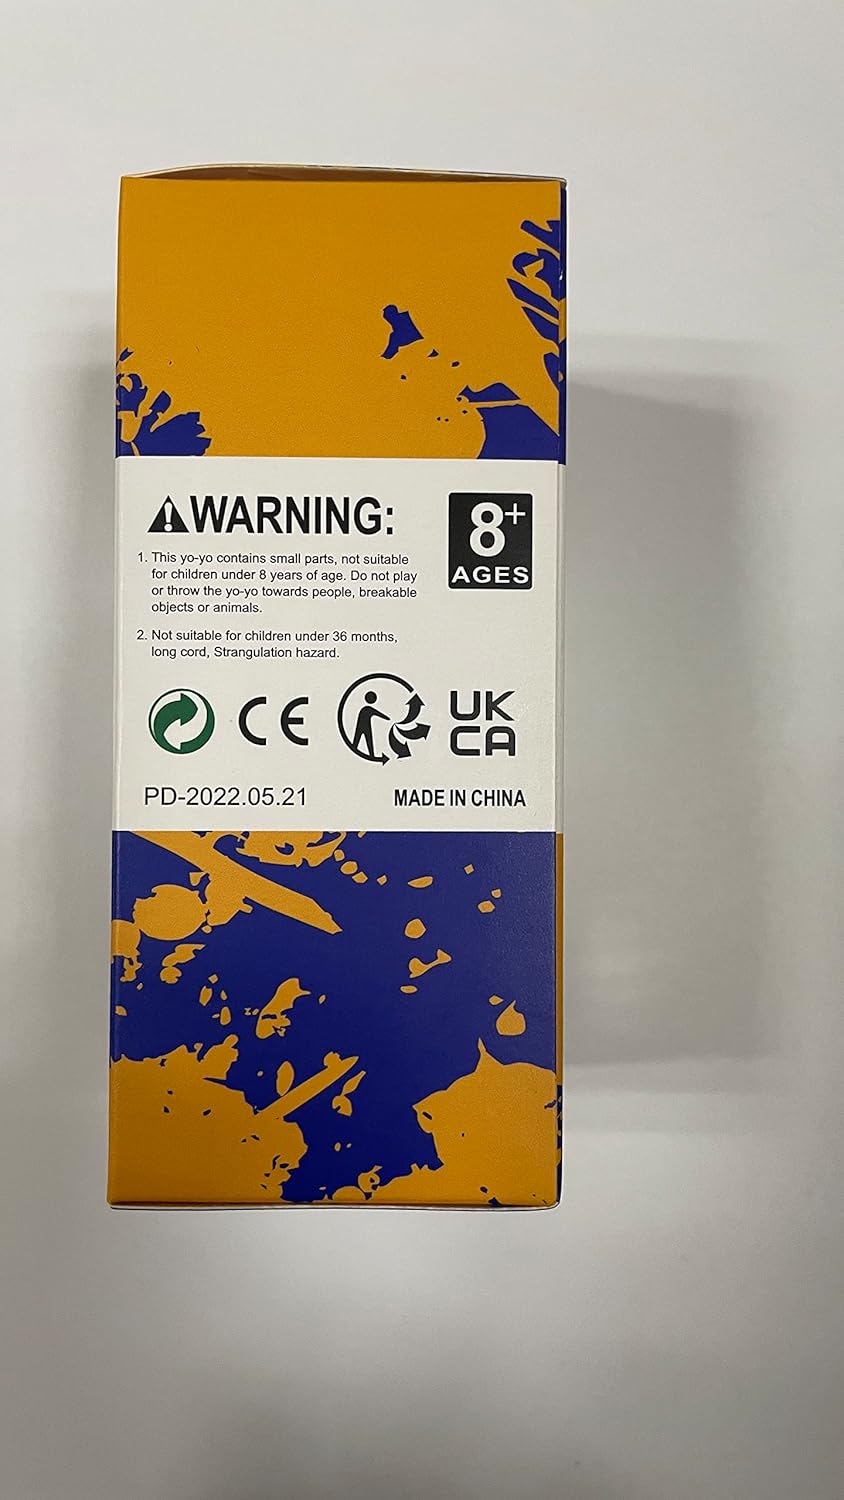 WARNING:
8+
AGES
1. This yo-yo contains small parts, not suitable
for children under 8 years of age. Do not play
or throw the yo-yo towards people, breakable
objects or animals.
2. Not suitable for children under 36 months,
long cord, Strangulation hazard.
CE
UK
CA
PD-2022.05.21
MADE IN CHINA